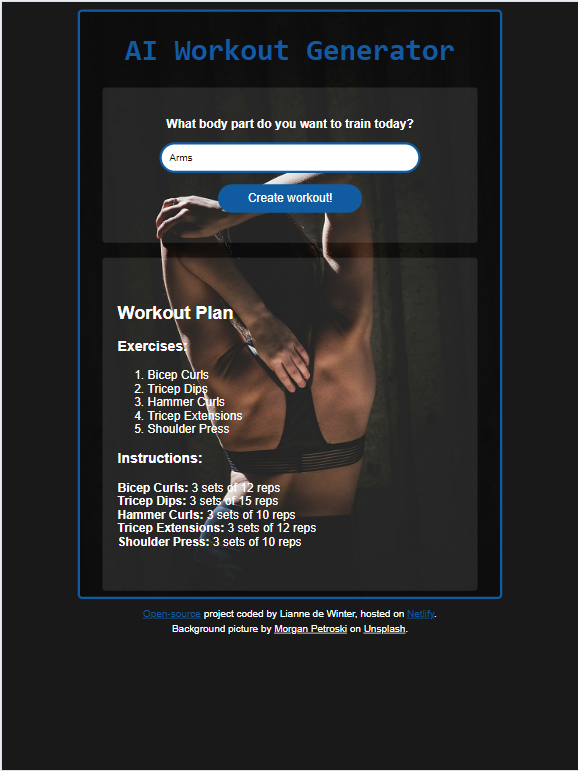 AI Workout Generator
What body part do you want to train today?
Arms
Create workout!
Workout Plan
Exercises:
1. Bicep Curls
2. Tricep Dips
3. Hammer Curls
4. Tricep Extensions
5. Shoulder Press
Instructions:
Bicep Curls: 3 sets of 12 reps
Tricep Dips: 3 sets of 15 reps
Hammer Curls: 3 sets of 10 reps
Tricep Extensions: 3 sets of 12 reps
Shoulder Press: 3 sets of 10 reps
Open-source project coded by Lianne de Winter, hosted on Netlify.
Background picture by Morgan Petroski on Unsplash.